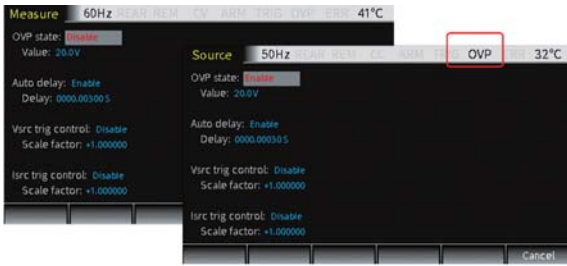 Measure 60Hz REAR REM CV ARM TRIG OVP ERR 41°C
OVP state: Disable
Value: 20.0V
Auto delay: Enable
Delay: 0000.00300 S
Vsrc trig control: Disable
Scale factor: +1.000000
Isrc trig control: Disable
Scale factor: +1.000000
Source 50Hz REAR REM CC ARM TRIG OVP ERR 32°C
OVP state: Enable
Value: 20.0V
Auto delay: Enable
Delay: 0000.00030 S
Vsrc trig control: Disable
Scale factor: +1.000000
Isrc trig control: Disable
Scale factor: +1.000000
Cancel